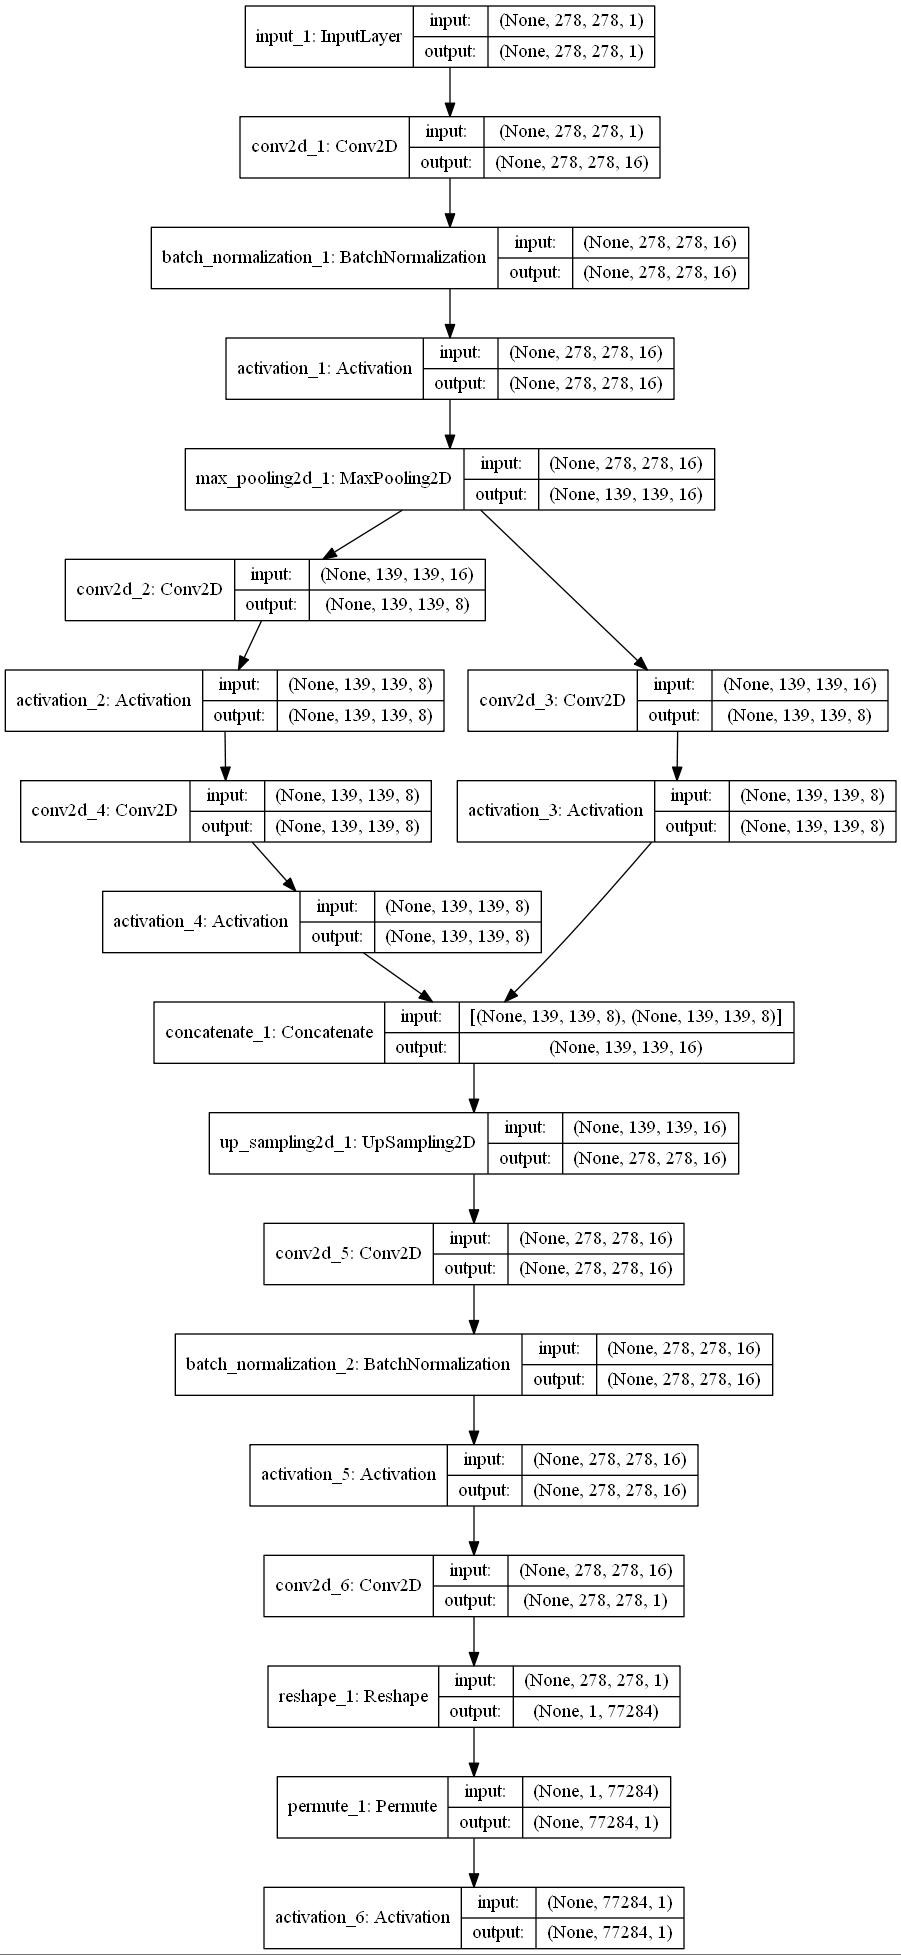 input_1: InputLayer
input:
(None, 278, 278, 1)
output:
(None, 278, 278, 1)
conv2d_1: Conv2D
input:
(None, 278, 278, 1)
output:
(None, 278, 278, 16)
batch_normalization_1: BatchNormalization
input:
(None, 278, 278, 16)
output:
(None, 278, 278, 16)
activation_1: Activation
input:
(None, 278, 278, 16)
output:
(None, 278, 278, 16)
max_pooling2d_1: MaxPooling2D
input:
(None, 278, 278, 16)
output:
(None, 139, 139, 16)
conv2d_2: Conv2D
input:
(None, 139, 139, 16)
output:
(None, 139, 139, 8)
activation_2: Activation
input:
(None, 139, 139, 8)
output:
(None, 139, 139, 8)
conv2d_3: Conv2D
input:
(None, 139, 139, 16)
output:
(None, 139, 139, 8)
conv2d_4: Conv2D
input:
(None, 139, 139, 8)
output:
(None, 139, 139, 8)
activation_3: Activation
input:
(None, 139, 139, 8)
output:
(None, 139, 139, 8)
activation_4: Activation
input:
(None, 139, 139, 8)
output:
(None, 139, 139, 8)
concatenate_1: Concatenate
input:
[(None, 139, 139, 8), (None, 139, 139, 8)]
output:
(None, 139, 139, 16)
up_sampling2d_1: UpSampling2D
input:
(None, 139, 139, 16)
output:
(None, 278, 278, 16)
conv2d_5: Conv2D
input:
(None, 278, 278, 16)
output:
(None, 278, 278, 16)
batch_normalization_2: BatchNormalization
input:
(None, 278, 278, 16)
output:
(None, 278, 278, 16)
activation_5: Activation
input:
(None, 278, 278, 16)
output:
(None, 278, 278, 16)
conv2d_6: Conv2D
input:
(None, 278, 278, 16)
output:
(None, 278, 278, 1)
reshape_1: Reshape
input:
(None, 278, 278, 1)
output:
(None, 1, 77284)
permute_1: Permute
input:
(None, 1, 77284)
output:
(None, 77284, 1)
activation_6: Activation
input:
(None, 77284, 1)
output:
(None, 77284, 1)